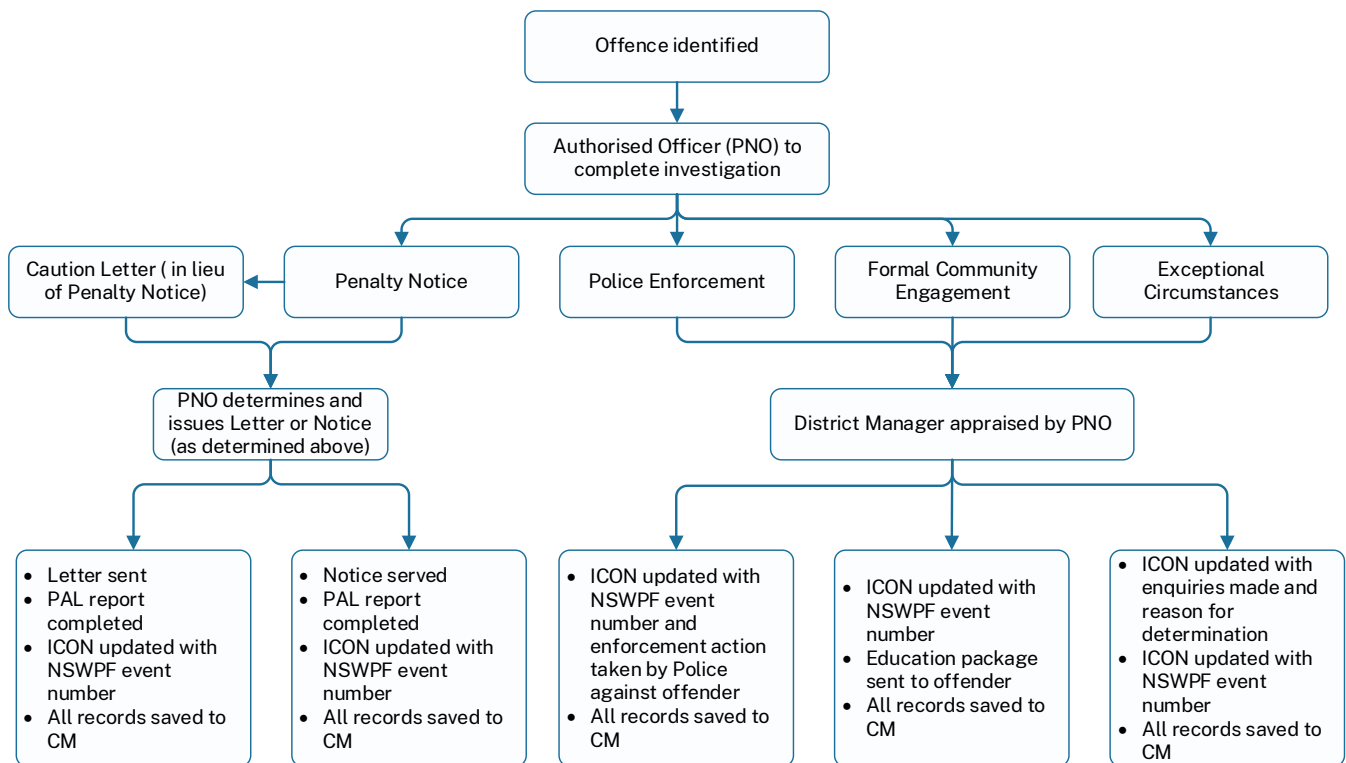 Offence identified
Authorised Officer (PNO) to
complete investigation
Caution Letter ( in lieu
of Penalty Notice)
Penalty Notice
Police Enforcement
Formal Community
Engagement
Exceptional
Circumstances
PNO determines and
issues Letter or Notice
(as determined above)
District Manager appraised by PNO
• Letter sent
• PAL report
completed
• ICON updated with
NSWPF event
number
• All records saved to
CM
• Notice served
• PAL report
completed
• ICON updated with
NSWPF event
number
• All records saved to
CM
• ICON updated with
NSWPF event
number and
enforcement action
taken by Police
against offender
• All records saved to
CM
• ICON updated with
NSWPF event
number
• Education package
sent to offender
• All records saved to
CM
• ICON updated with
enquiries made and
reason for
determination
• ICON updated with
NSWPF event
number
• All records saved to
CM